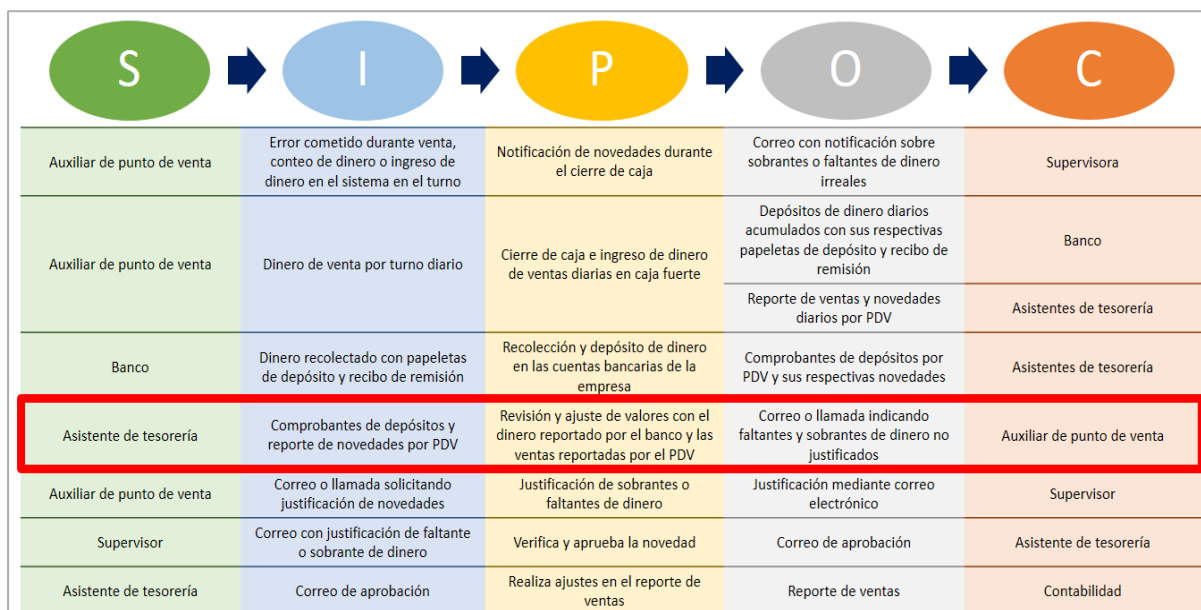 S I P O C
Auxiliar de punto de venta
Error cometido durante venta,
conteo de dinero o ingreso de
dinero en el sistema en el turno
Notificación de novedades durante
el cierre de caja
Correo con notificación sobre
sobrantes o faltantes de dinero
irreales
Supervisora
Auxiliar de punto de venta
Dinero de venta por turno diario
Cierre de caja e ingreso de dinero
de ventas diarias en caja fuerte
Depósitos de dinero diarios
acumulados con sus respectivas
papeletas de depósito y recibo de
remisión
Banco
Reporte de ventas y novedades
diarios por PDV
Asistentes de tesorería
Banco
Dinero recolectado con papeletas
de depósito y recibo de remisión
Recolección y depósito de dinero
en las cuentas bancarias de la
empresa
Comprobantes de depósitos por
PDV y sus respectivas novedades
Asistentes de tesorería
Asistente de tesorería
Comprobantes de depósitos y
reporte de novedades por PDV
Revisión y ajuste de valores con el
dinero reportado por el banco y las
ventas reportadas por el PDV
Correo o llamada indicando
faltantes y sobrantes de dinero no
justificados
Auxiliar de punto de venta
Auxiliar de punto de venta
Correo o llamada solicitando
justificación de novedades
Justificación de sobrantes o
faltantes de dinero
Justificación mediante correo
electrónico
Supervisor
Supervisor
Correo con justificación de faltante
o sobrante de dinero
Verifica y aprueba la novedad
Correo de aprobación
Asistente de tesorería
Asistente de tesorería
Correo de aprobación
Realiza ajustes en el reporte de
ventas
Reporte de ventas
Contabilidad